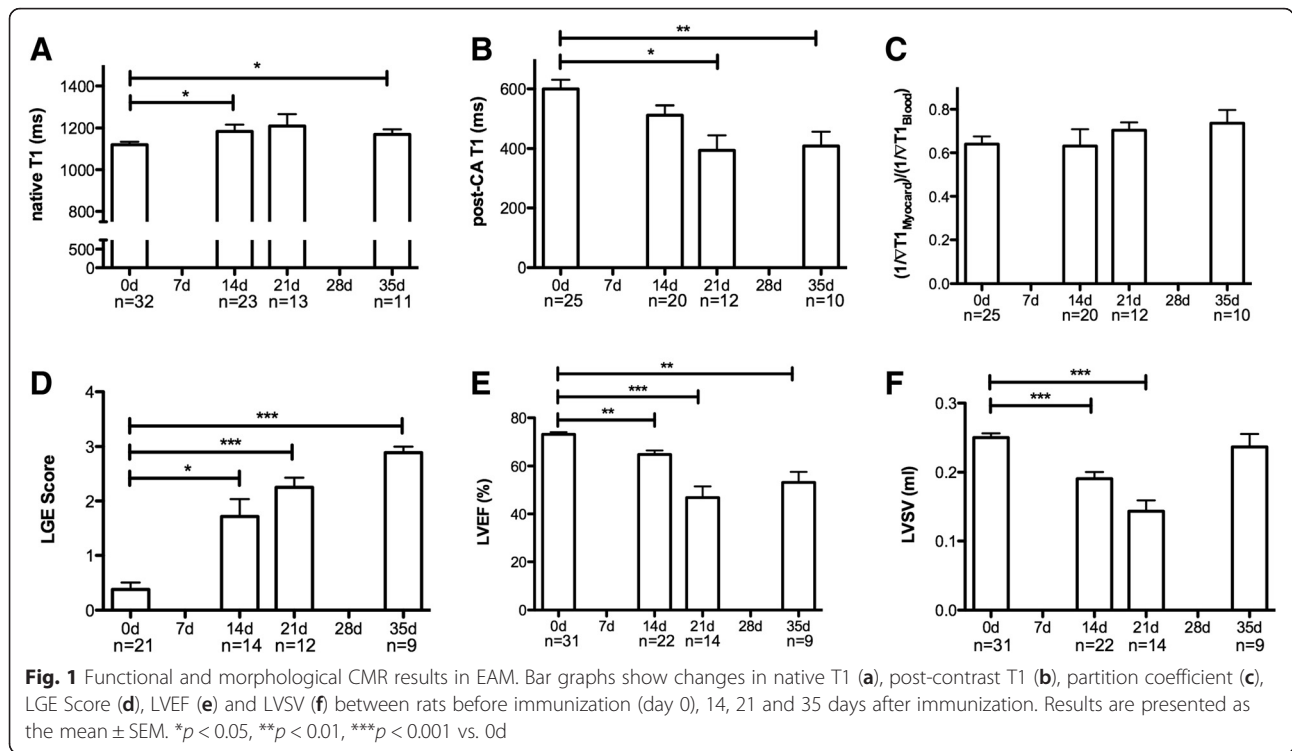 A
native T1 (ms)
1400
1200
1000
800
500
0
*
*
0d 7d 14d 21d 28d 35d
n=32 n=23 n=13 n=11
B
post-CA T1 (ms)
600
400
200
0
**
*
0d 7d 14d 21d 28d 35d
n=25 n=20 n=12 n=10
C
(1/∇T1Myocard)/(1/∇T1Blood)
0.8
0.6
0.4
0.2
0.0
0d 7d 14d 21d 28d 35d
n=25 n=20 n=12 n=10
D
LGE Score
4
3
2
1
0
***
***
*
0d 7d 14d 21d 28d 35d
n=21 n=14 n=12 n=9
E
LVEF (%)
80
60
40
20
0
**
***
**
0d 7d 14d 21d 28d 35d
n=31 n=22 n=14 n=9
F
LVSV (ml)
0.3
0.2
0.1
0.0
***
***
0d 7d 14d 21d 28d 35d
n=31 n=22 n=14 n=9
Fig. 1 Functional and morphological CMR results in EAM. Bar graphs show changes in native T1 (a), post-contrast T1 (b), partition coefficient (c),
LGE Score (d), LVEF (e) and LVSV (f) between rats before immunization (day 0), 14, 21 and 35 days after immunization. Results are presented as
the mean ± SEM. *p < 0.05, **p < 0.01, ***p < 0.001 vs. 0d